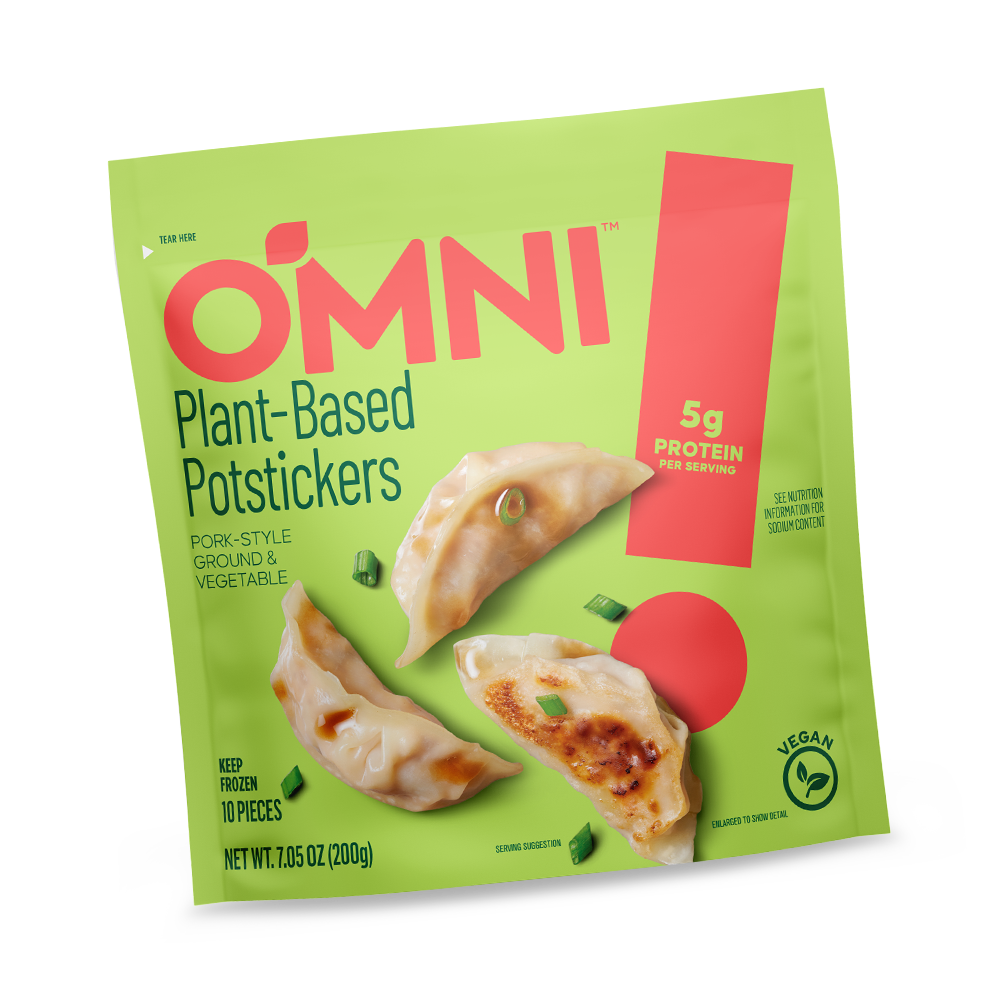 TEAR HERE
O'MNI™
Plant-Based
Potstickers
PORK-STYLE
GROUND &
VEGETABLE
5g
PROTEIN
PER SERVING
SEE NUTRITION
INFORMATION FOR
SODIUM CONTENT
KEEP
FROZEN
10 PIECES
NET WT. 7.05 OZ (200g)
SERVING SUGGESTION
ENLARGED TO SHOW DETAIL
VEGAN